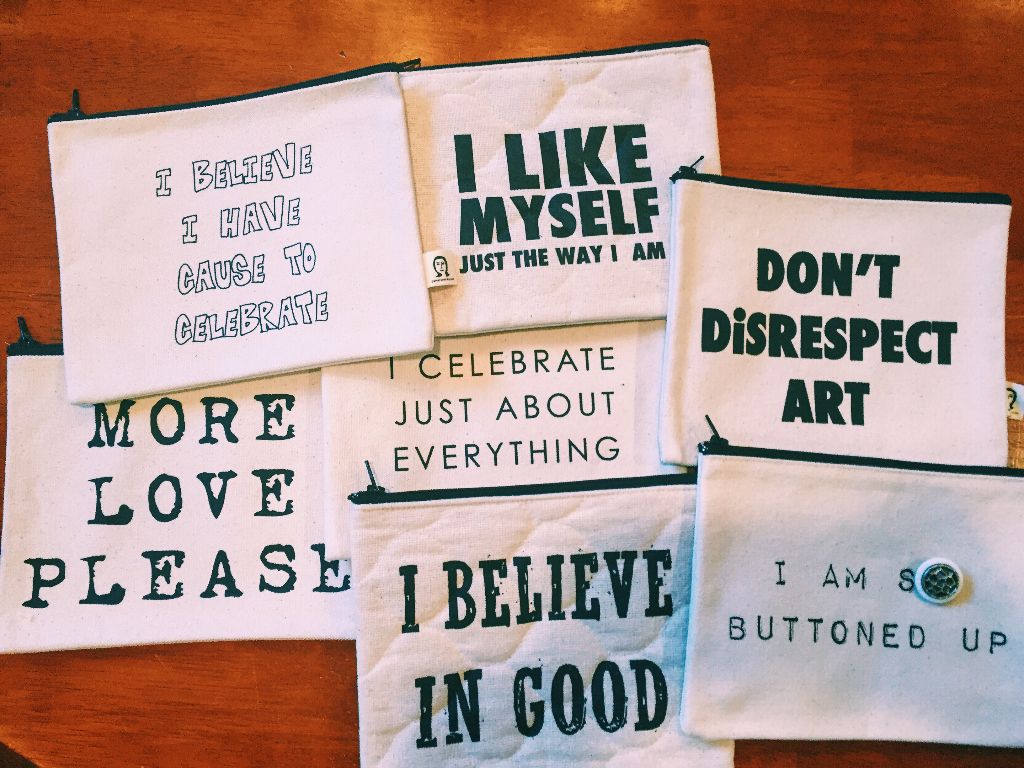 I BELIEVE
I HAVE
CAUSE TO
CELEBRATE
I LIKE
MYSELF
JUST THE WAY I AM
DON'T
DiSRESPECT
ART
MORE
LOVE
PLEASE
I CELEBRATE
JUST ABOUT
EVERYTHING
I BELIEVE
IN GOOD
I AM S
BUTTONED UP